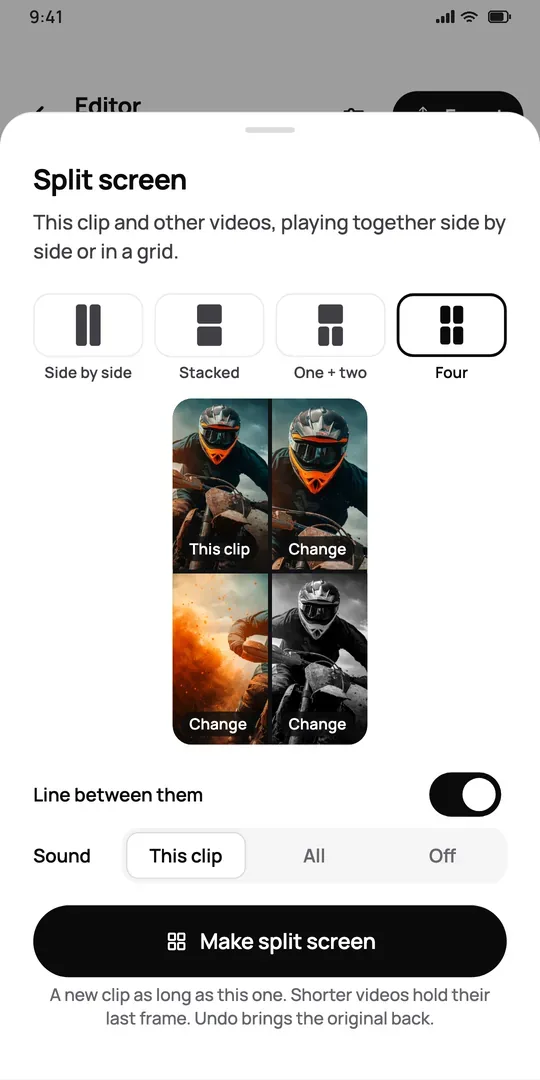 9:41
Editor
Split screen
This clip and other videos, playing together side by
side or in a grid.
Side by side
Stacked
One + two
Four
This clip
Change
Change
Change
Line between them
Sound
This clip
All
Off
Make split screen
A new clip as long as this one. Shorter videos hold their
last frame. Undo brings the original back.